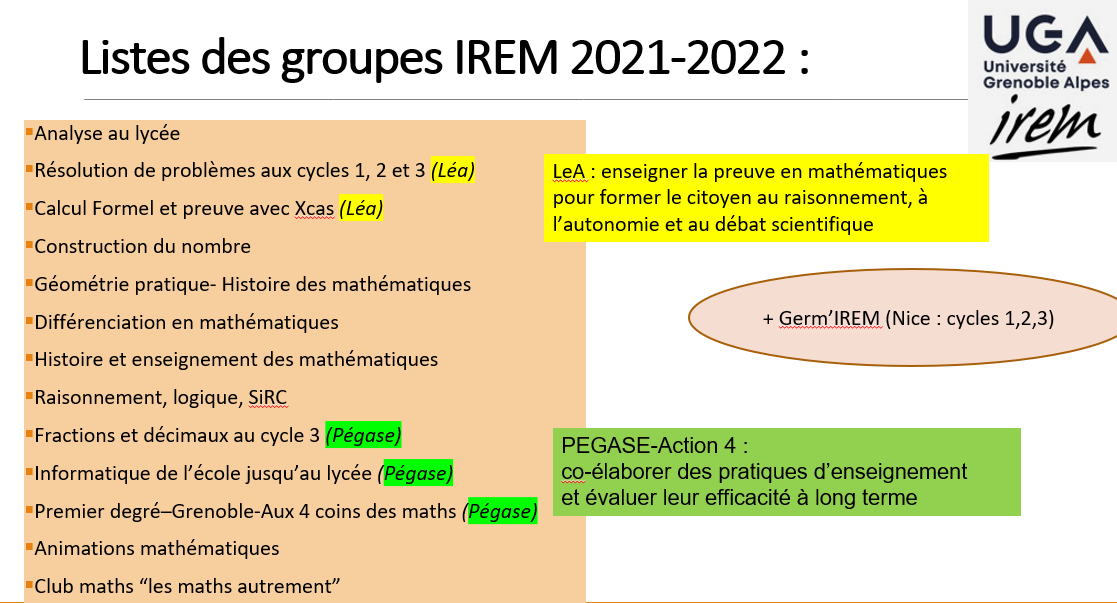 Listes des groupes IREM 2021-2022 :
UGA
Université
Grenoble Alpes
irem
Analyse au lycée
Résolution de problèmes aux cycles 1, 2 et 3 (Léa)
Calcul Formel et preuve avec Xcas (Léa)
Construction du nombre
Géométrie pratique- Histoire des mathématiques
Différenciation en mathématiques
Histoire et enseignement des mathématiques
Raisonnement, logique, SiRC
Fractions et décimaux au cycle 3 (Pégase)
Informatique de l’école jusqu’au lycée (Pégase)
Premier degré–Grenoble-Aux 4 coins des maths (Pégase)
Animations mathématiques
Club maths “les maths autrement”
LeA : enseigner la preuve en mathématiques
pour former le citoyen au raisonnement, à
l’autonomie et au débat scientifique
+ Germ’IREM (Nice : cycles 1,2,3)
PEGASE-Action 4 :
co-élaborer des pratiques d’enseignement
et évaluer leur efficacité à long terme